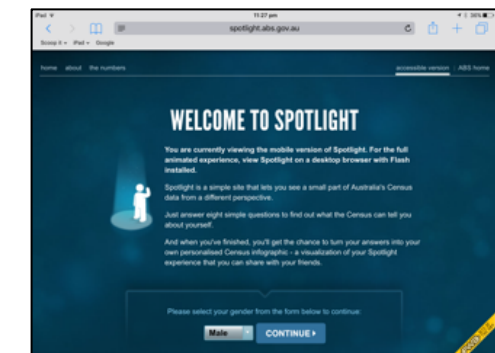 iPad
11:27 pm
36%
spotlight.abs.gov.au
Scoop it iPad Google
home about the numbers accessible version | ABS home
WELCOME TO SPOTLIGHT
You are currently viewing the mobile version of Spotlight. For the full
animated experience, view Spotlight on a desktop browser with Flash
installed.
Spotlight is a simple site that lets you see a small part of Australia's Census
data from a different perspective.
Just answer eight simple questions to find out what the Census can tell you
about yourself.
And when you've finished, you'll get the chance to turn your answers into your
own personalised Census infographic - a visualization of your Spotlight
experience that you can share with your friends.
Please select your gender from the form below to continue:
Male CONTINUE